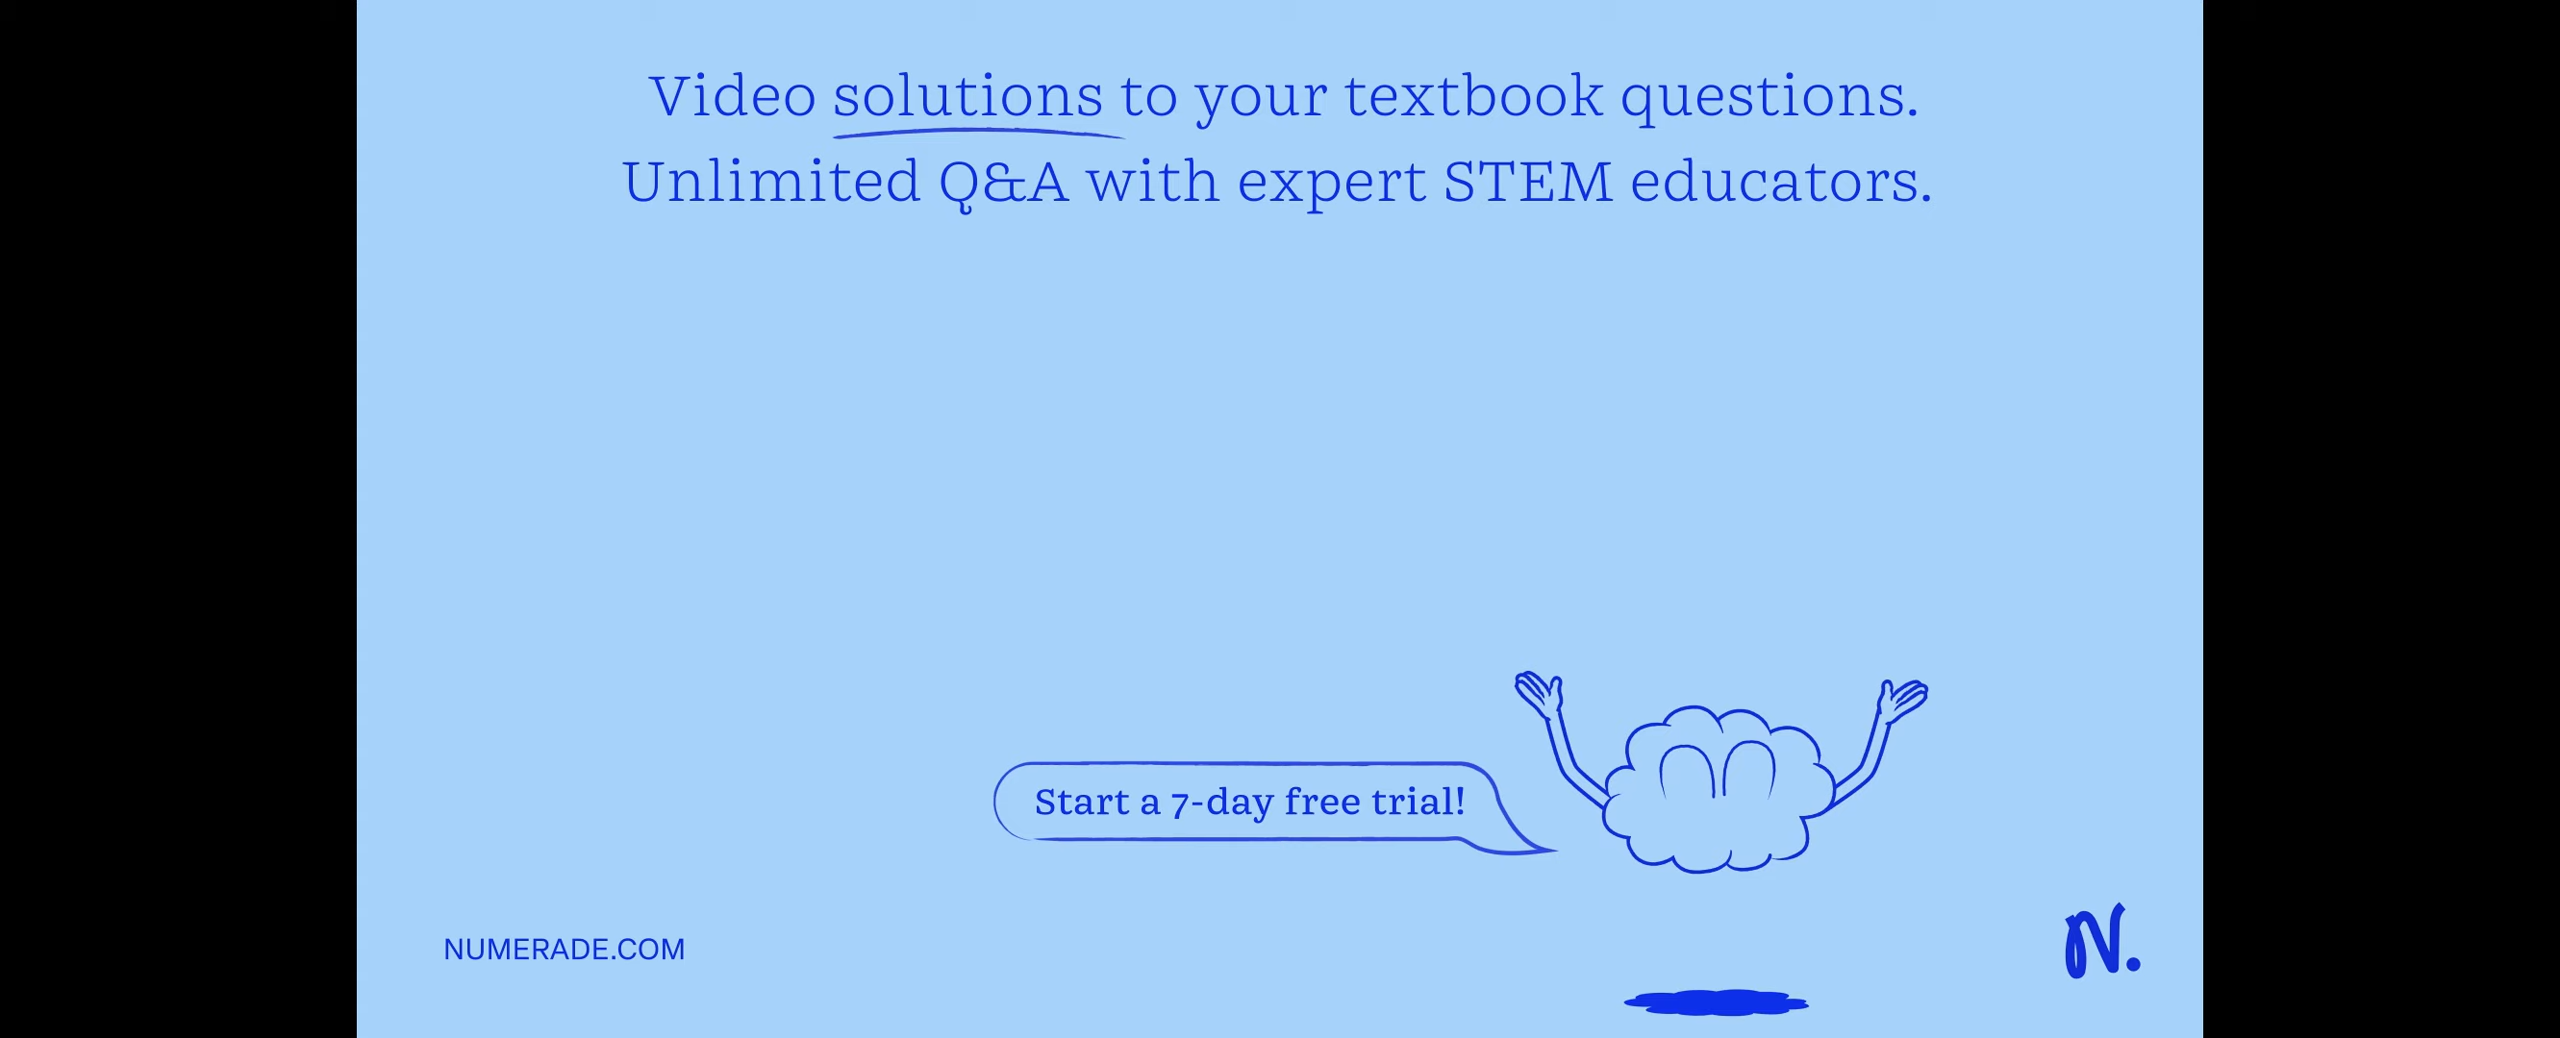 Video solutions to your textbook questions.
Unlimited Q&A with expert STEM educators.
Start a 7-day free trial!
NUMERADE.COM
N.